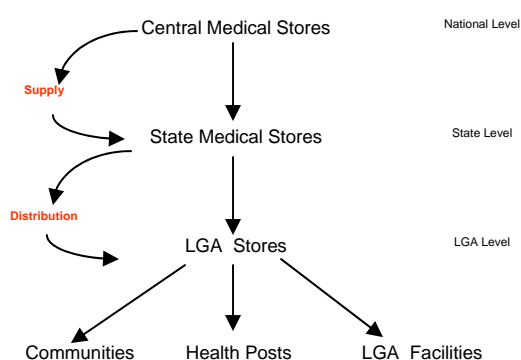 Central Medical Stores National Level
Supply
State Medical Stores State Level
Distribution
LGA Stores LGA Level
Communities Health Posts LGA Facilities